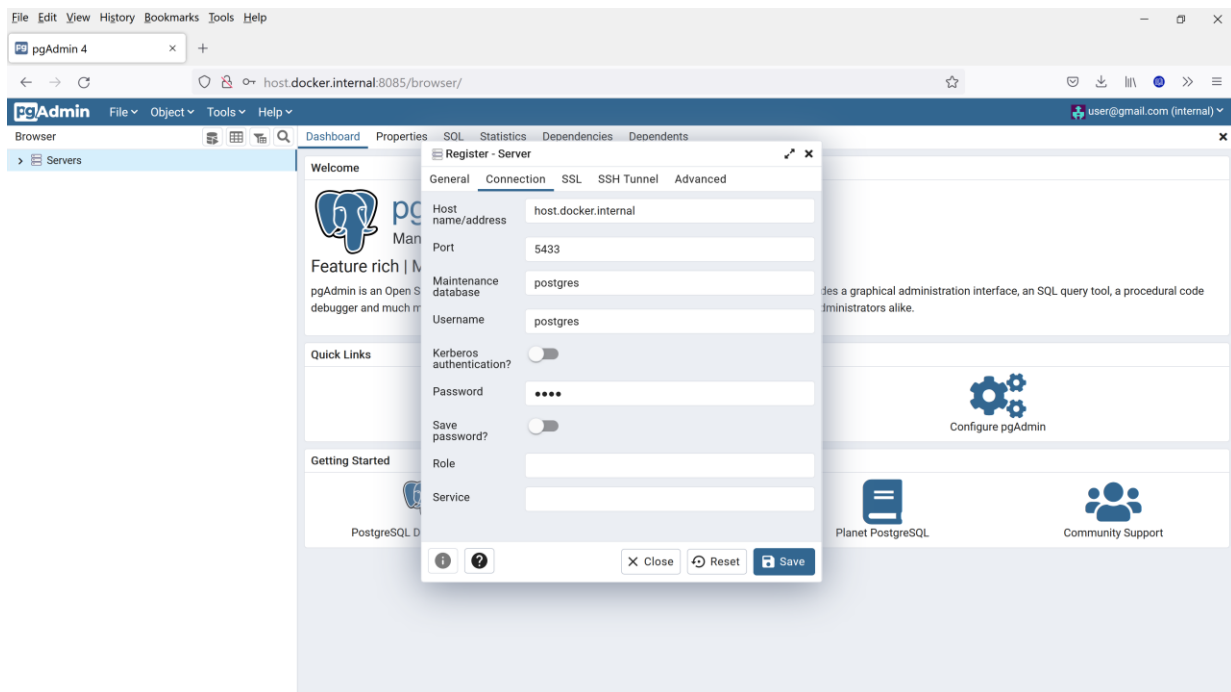 File Edit View History Bookmarks Tools Help
pgAdmin 4
host.docker.internal:8085/browser/
pgAdmin File Object Tools Help user@gmail.com (internal)
Browser
Dashboard Properties SQL Statistics Dependencies Dependents
Servers
Welcome
Feature rich | M
pgAdmin is an Open S
debugger and much m
des a graphical administration interface, an SQL query tool, a procedural code
dministrators alike.
Quick Links
Configure pgAdmin
Getting Started
PostgreSQL D
Planet PostgreSQL
Community Support
Register - Server
General Connection SSL SSH Tunnel Advanced
Host name/address
host.docker.internal
Port
5433
Maintenance database
postgres
Username
postgres
Kerberos authentication?
Password
••••
Save password?
Role
Service
Close Reset Save